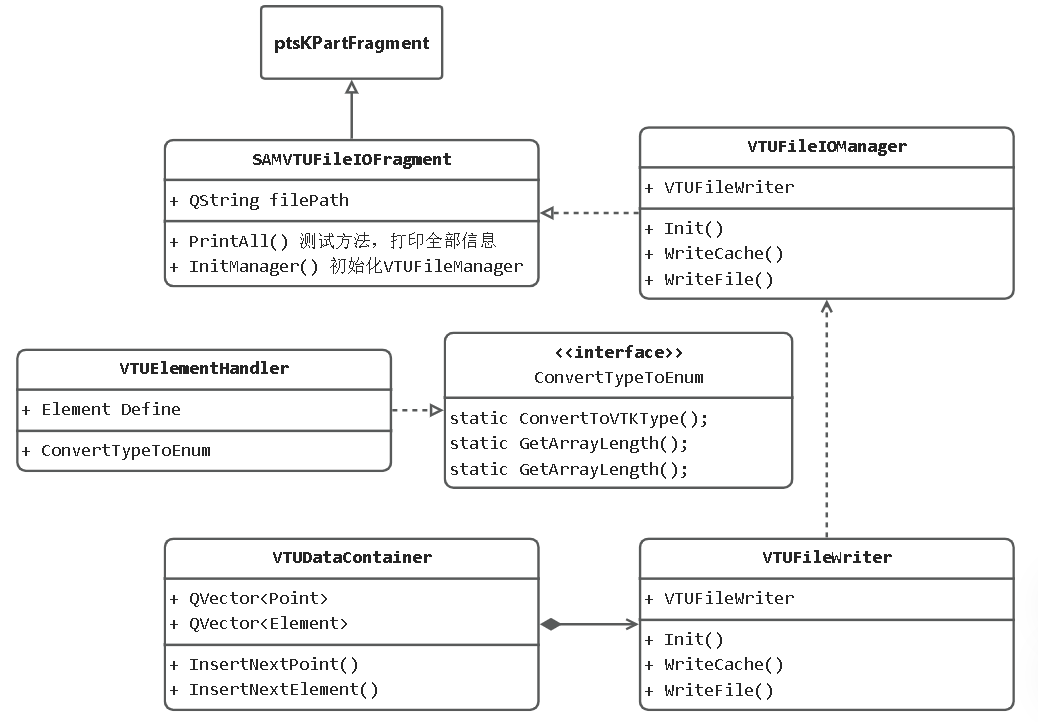 ptsKPartFragment
SAMVTUFileIOFragment
+ QString filePath
+ PrintAll() 测试方法，打印全部信息
+ InitManager() 初始化VTUFileManager
VTUFileIOManager
+ VTUFileWriter
+ Init()
+ WriteCache()
+ WriteFile()
VTUElementHandler
+ Element Define
+ ConvertTypeToEnum
<<interface>>
ConvertTypeToEnum
static ConvertToVTKType();
static GetArrayLength();
static GetArrayLength();
VTUDataContainer
+ QVector<Point>
+ QVector<Element>
+ InsertNextPoint()
+ InsertNextElement()
VTUFileWriter
+ VTUFileWriter
+ Init()
+ WriteCache()
+ WriteFile()